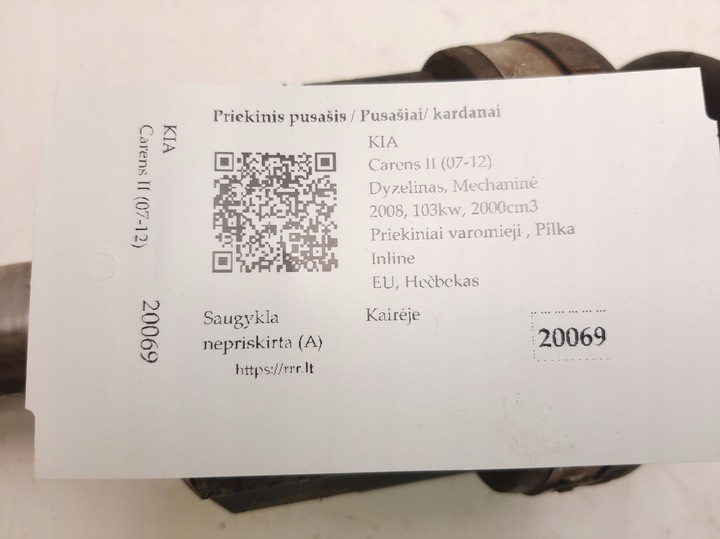 Priekinis pusašis / Pusašiai/ kardanai
KIA
Carens II (07-12)
Dyzelinas, Mechaninė
2008, 103kw, 2000cm3
Priekiniai varomieji , Pilka
Inline
EU, Hečbekas
Saugykla
nepriskirta (A)
https://rrr.lt
Kairėje
20069
KIA
Carens II (07-12)
20069